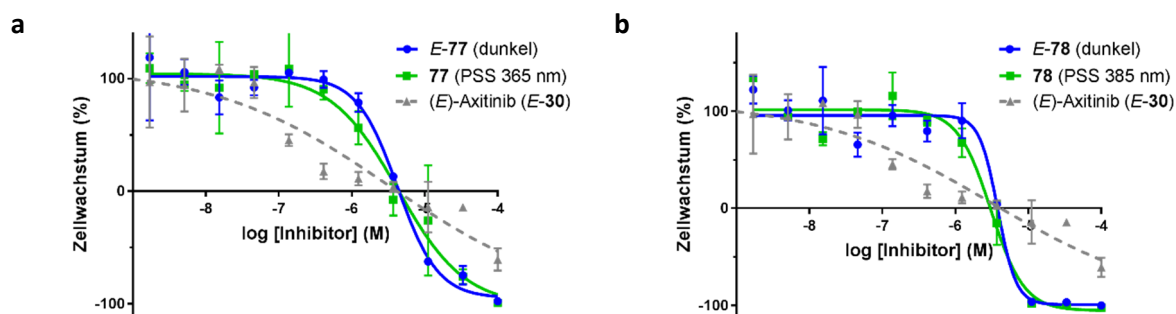 a
Zellwachstum (%)
100
0
-100
-8
-7
-6
-5
-4
log [Inhibitor] (M)
E-77 (dunkel)
77 (PSS 365 nm)
(E)-Axitinib (E-30)
b
Zellwachstum (%)
100
0
-100
-8
-7
-6
-5
-4
log [Inhibitor] (M)
E-78 (dunkel)
78 (PSS 385 nm)
(E)-Axitinib (E-30)